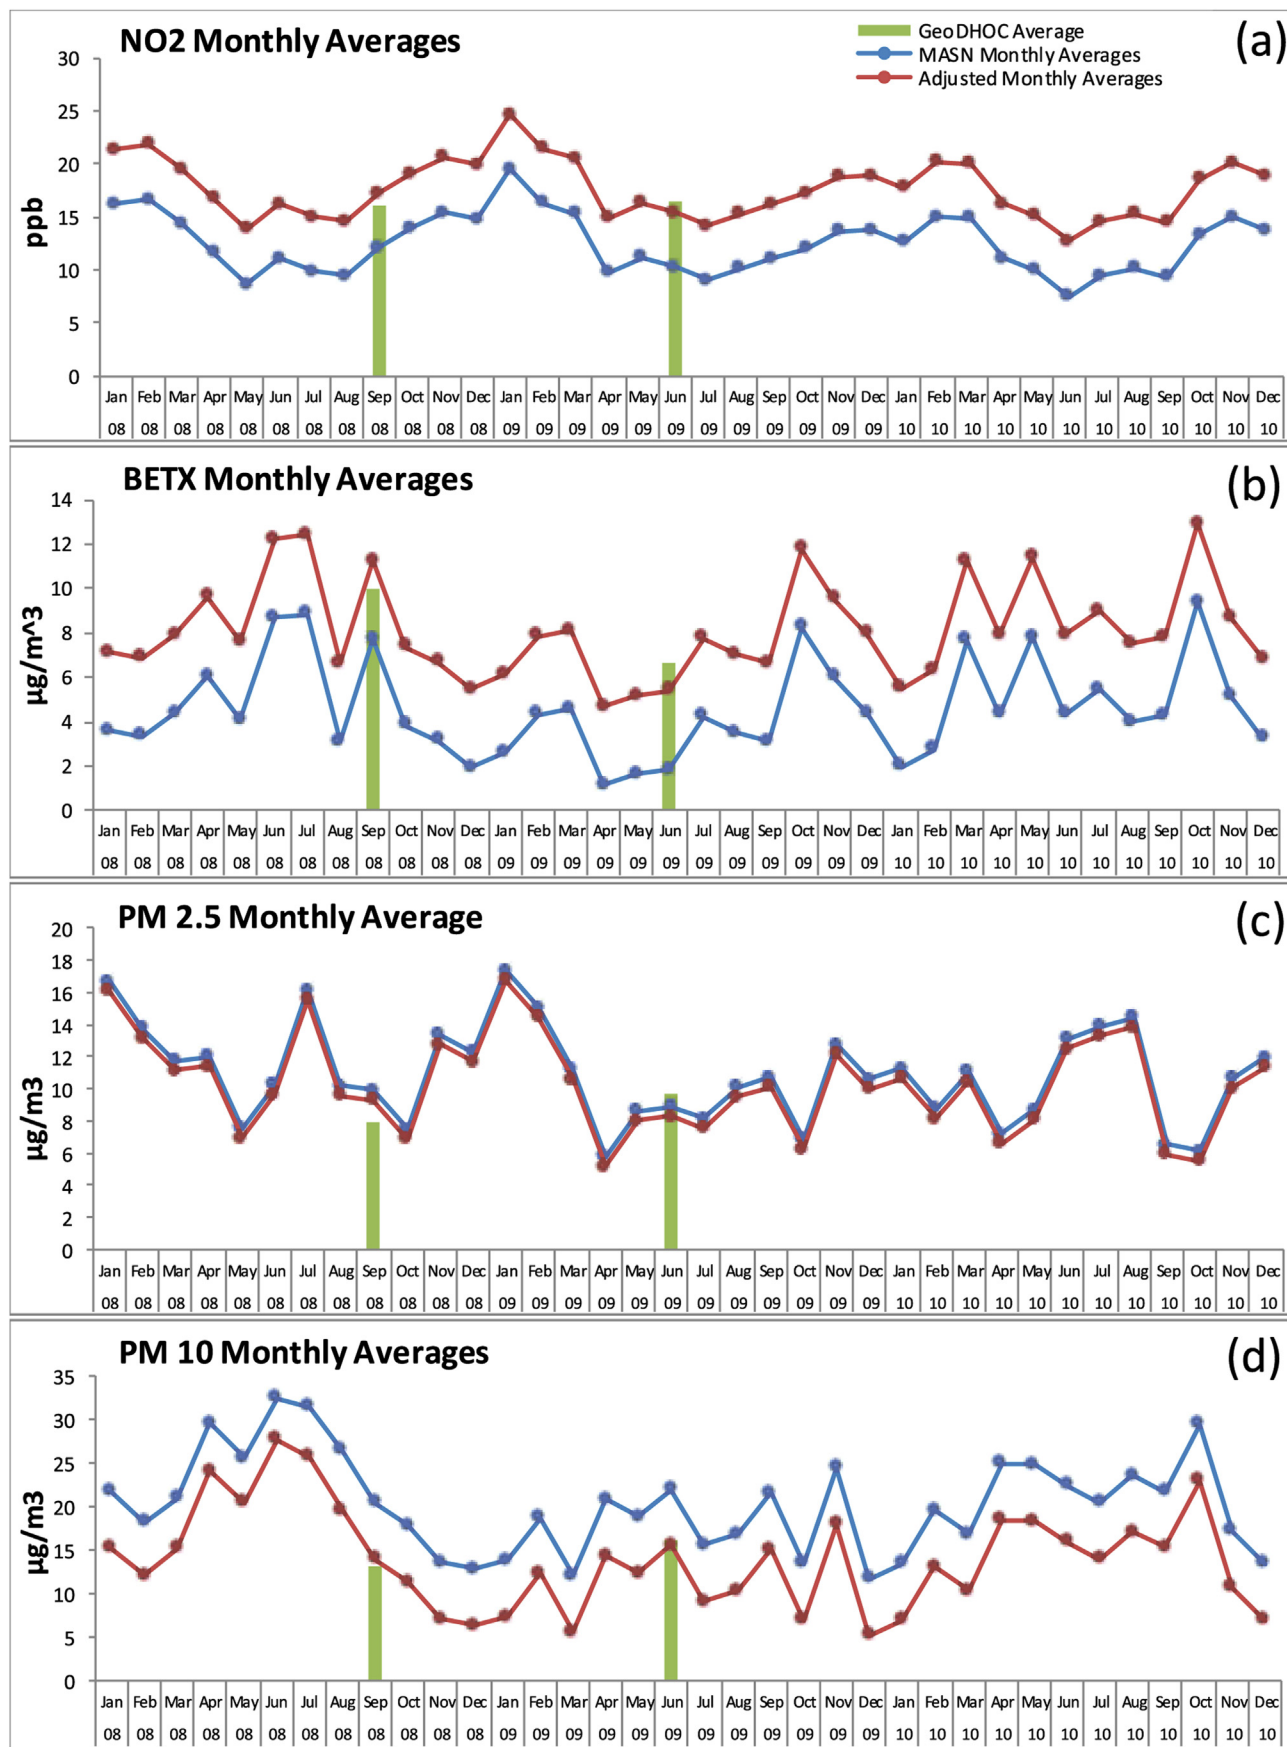 NO2 Monthly Averages
GeoDHOC Average
MASN Monthly Averages
Adjusted Monthly Averages
(a)
ppb
30
25
20
15
10
5
0
Jan Feb Mar Apr May Jun Jul Aug Sep Oct Nov Dec Jan Feb Mar Apr May Jun Jul Aug Sep Oct Nov Dec Jan Feb Mar Apr May Jun Jul Aug Sep Oct Nov Dec
08 08 08 08 08 08 08 08 08 08 08 08 09 09 09 09 09 09 09 09 09 09 09 09 10 10 10 10 10 10 10 10 10 10 10 10
BETX Monthly Averages
(b)
µg/m^3
14
12
10
8
6
4
2
0
Jan Feb Mar Apr May Jun Jul Aug Sep Oct Nov Dec Jan Feb Mar Apr May Jun Jul Aug Sep Oct Nov Dec Jan Feb Mar Apr May Jun Jul Aug Sep Oct Nov Dec
08 08 08 08 08 08 08 08 08 08 08 08 09 09 09 09 09 09 09 09 09 09 09 09 10 10 10 10 10 10 10 10 10 10 10 10
PM 2.5 Monthly Average
(c)
µg/m3
20
18
16
14
12
10
8
6
4
2
0
Jan Feb Mar Apr May Jun Jul Aug Sep Oct Nov Dec Jan Feb Mar Apr May Jun Jul Aug Sep Oct Nov Dec Jan Feb Mar Apr May Jun Jul Aug Sep Oct Nov Dec
08 08 08 08 08 08 08 08 08 08 08 08 09 09 09 09 09 09 09 09 09 09 09 09 10 10 10 10 10 10 10 10 10 10 10 10
PM 10 Monthly Averages
(d)
µg/m3
35
30
25
20
15
10
5
0
Jan Feb Mar Apr May Jun Jul Aug Sep Oct Nov Dec Jan Feb Mar Apr May Jun Jul Aug Sep Oct Nov Dec Jan Feb Mar Apr May Jun Jul Aug Sep Oct Nov Dec
08 08 08 08 08 08 08 08 08 08 08 08 09 09 09 09 09 09 09 09 09 09 09 09 10 10 10 10 10 10 10 10 10 10 10 10